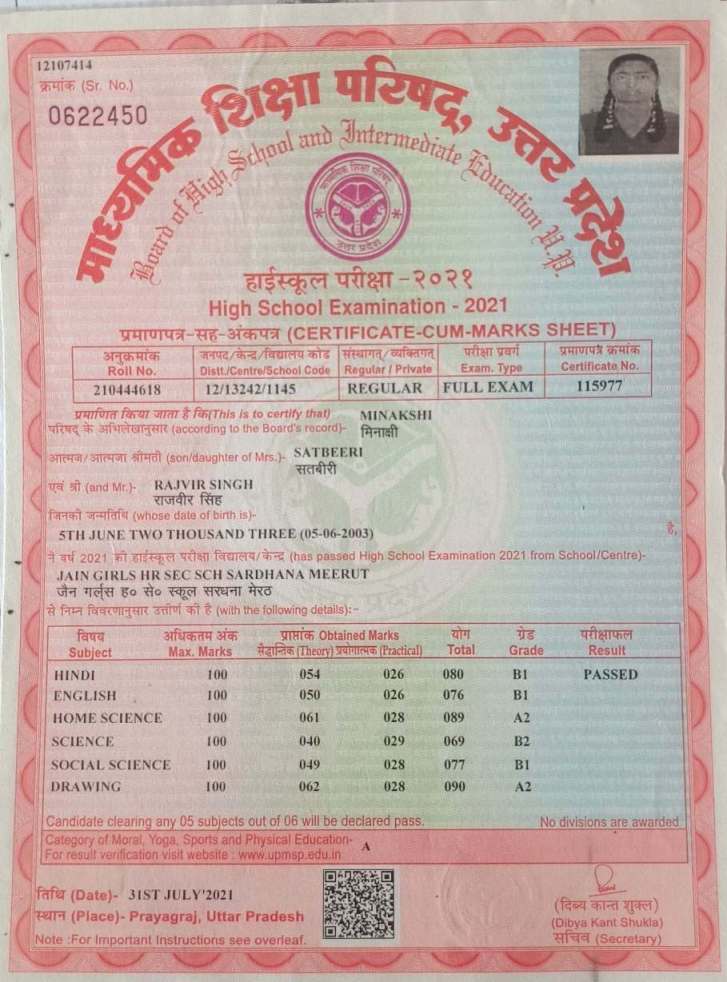 12107414
क्रमांक (Sr. No.)
0622450
माध्यमिक शिक्षा परिषद्, उत्तर प्रदेश
Board of High School and Intermediate Education U.P.
माध्यमिक शिक्षा परिषद्
उत्तर प्रदेश
हाईस्कूल परीक्षा -२०२१
High School Examination - 2021
प्रमाणपत्र-सह-अंकपत्र (CERTIFICATE-CUM-MARKS SHEET)
अनुक्रमांक जनपद/केन्द्र/विद्यालय कोड संस्थागत्/व्यक्तिगत् परीक्षा प्रवर्ग प्रमाणपत्र क्रमांक
Roll No. Distt./Centre/School Code Regular / Private Exam. Type Certificate No.
210444618 12/13242/1145 REGULAR FULL EXAM 115977
प्रमाणित किया जाता है कि(This is to certify that) MINAKSHI
परिषद् के अभिलेखानुसार (according to the Board's record)- मिनाक्षी
आत्मज/आत्मजा श्रीमती (son/daughter of Mrs.)- SATBEERI
सतबीरी
एवं श्री (and Mr.)- RAJVIR SINGH
राजवीर सिंह
जिनकी जन्मतिथि (whose date of birth is)-
5TH JUNE TWO THOUSAND THREE (05-06-2003) है,
ने वर्ष 2021 की हाईस्कूल परीक्षा विद्यालय/केन्द्र (has passed High School Examination 2021 from School/Centre)-
JAIN GIRLS HR SEC SCH SARDHANA MEERUT
जैन गर्ल्स ह० से० स्कूल सरधना मेरठ
से निम्न विवरणानुसार उत्तीर्ण की है (with the following details):-
विषय अधिकतम अंक प्राप्तांक Obtained Marks योग ग्रेड परीक्षाफल
Subject Max. Marks सैद्धान्तिक (Theory) प्रयोगात्मक (Practical) Total Grade Result
HINDI 100 054 026 080 B1 PASSED
ENGLISH 100 050 026 076 B1
HOME SCIENCE 100 061 028 089 A2
SCIENCE 100 040 029 069 B2
SOCIAL SCIENCE 100 049 028 077 B1
DRAWING 100 062 028 090 A2
Candidate clearing any 05 subjects out of 06 will be declared pass. No divisions are awarded
Category of Moral, Yoga, Sports and Physical Education- A
For result verification visit website : www.upmsp.edu.in
तिथि (Date)- 31ST JULY'2021
स्थान (Place)- Prayagraj, Uttar Pradesh
Note :For Important Instructions see overleaf.
(दिब्य कान्त शुक्ल)
(Dibya Kant Shukla)
सचिव (Secretary)